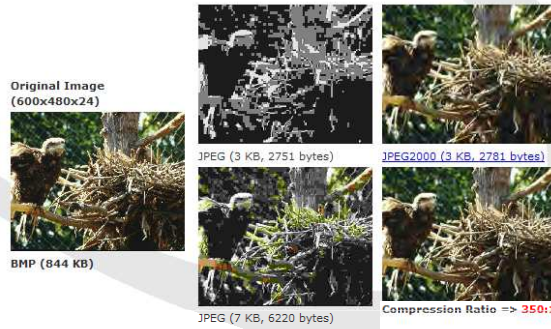 Original Image
(600x480x24)
BMP (844 KB)
JPEG (3 KB, 2751 bytes)
JPEG2000 (3 KB, 2781 bytes)
JPEG (7 KB, 6220 bytes)
Compression Ratio => 350: